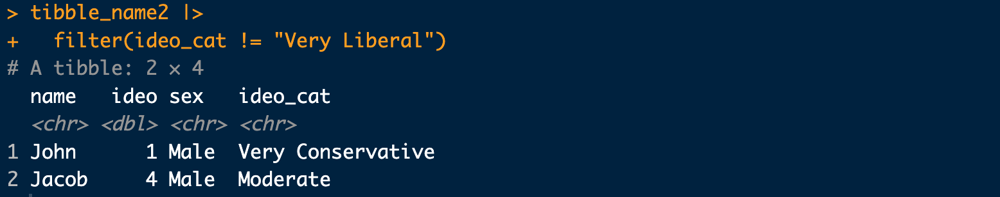 > tibble_name2 |>
+   filter(ideo_cat != "Very Liberal")
# A tibble: 2 × 4
  name   ideo sex   ideo_cat
  <chr> <dbl> <chr> <chr>
1 John      1 Male  Very Conservative
2 Jacob     4 Male  Moderate